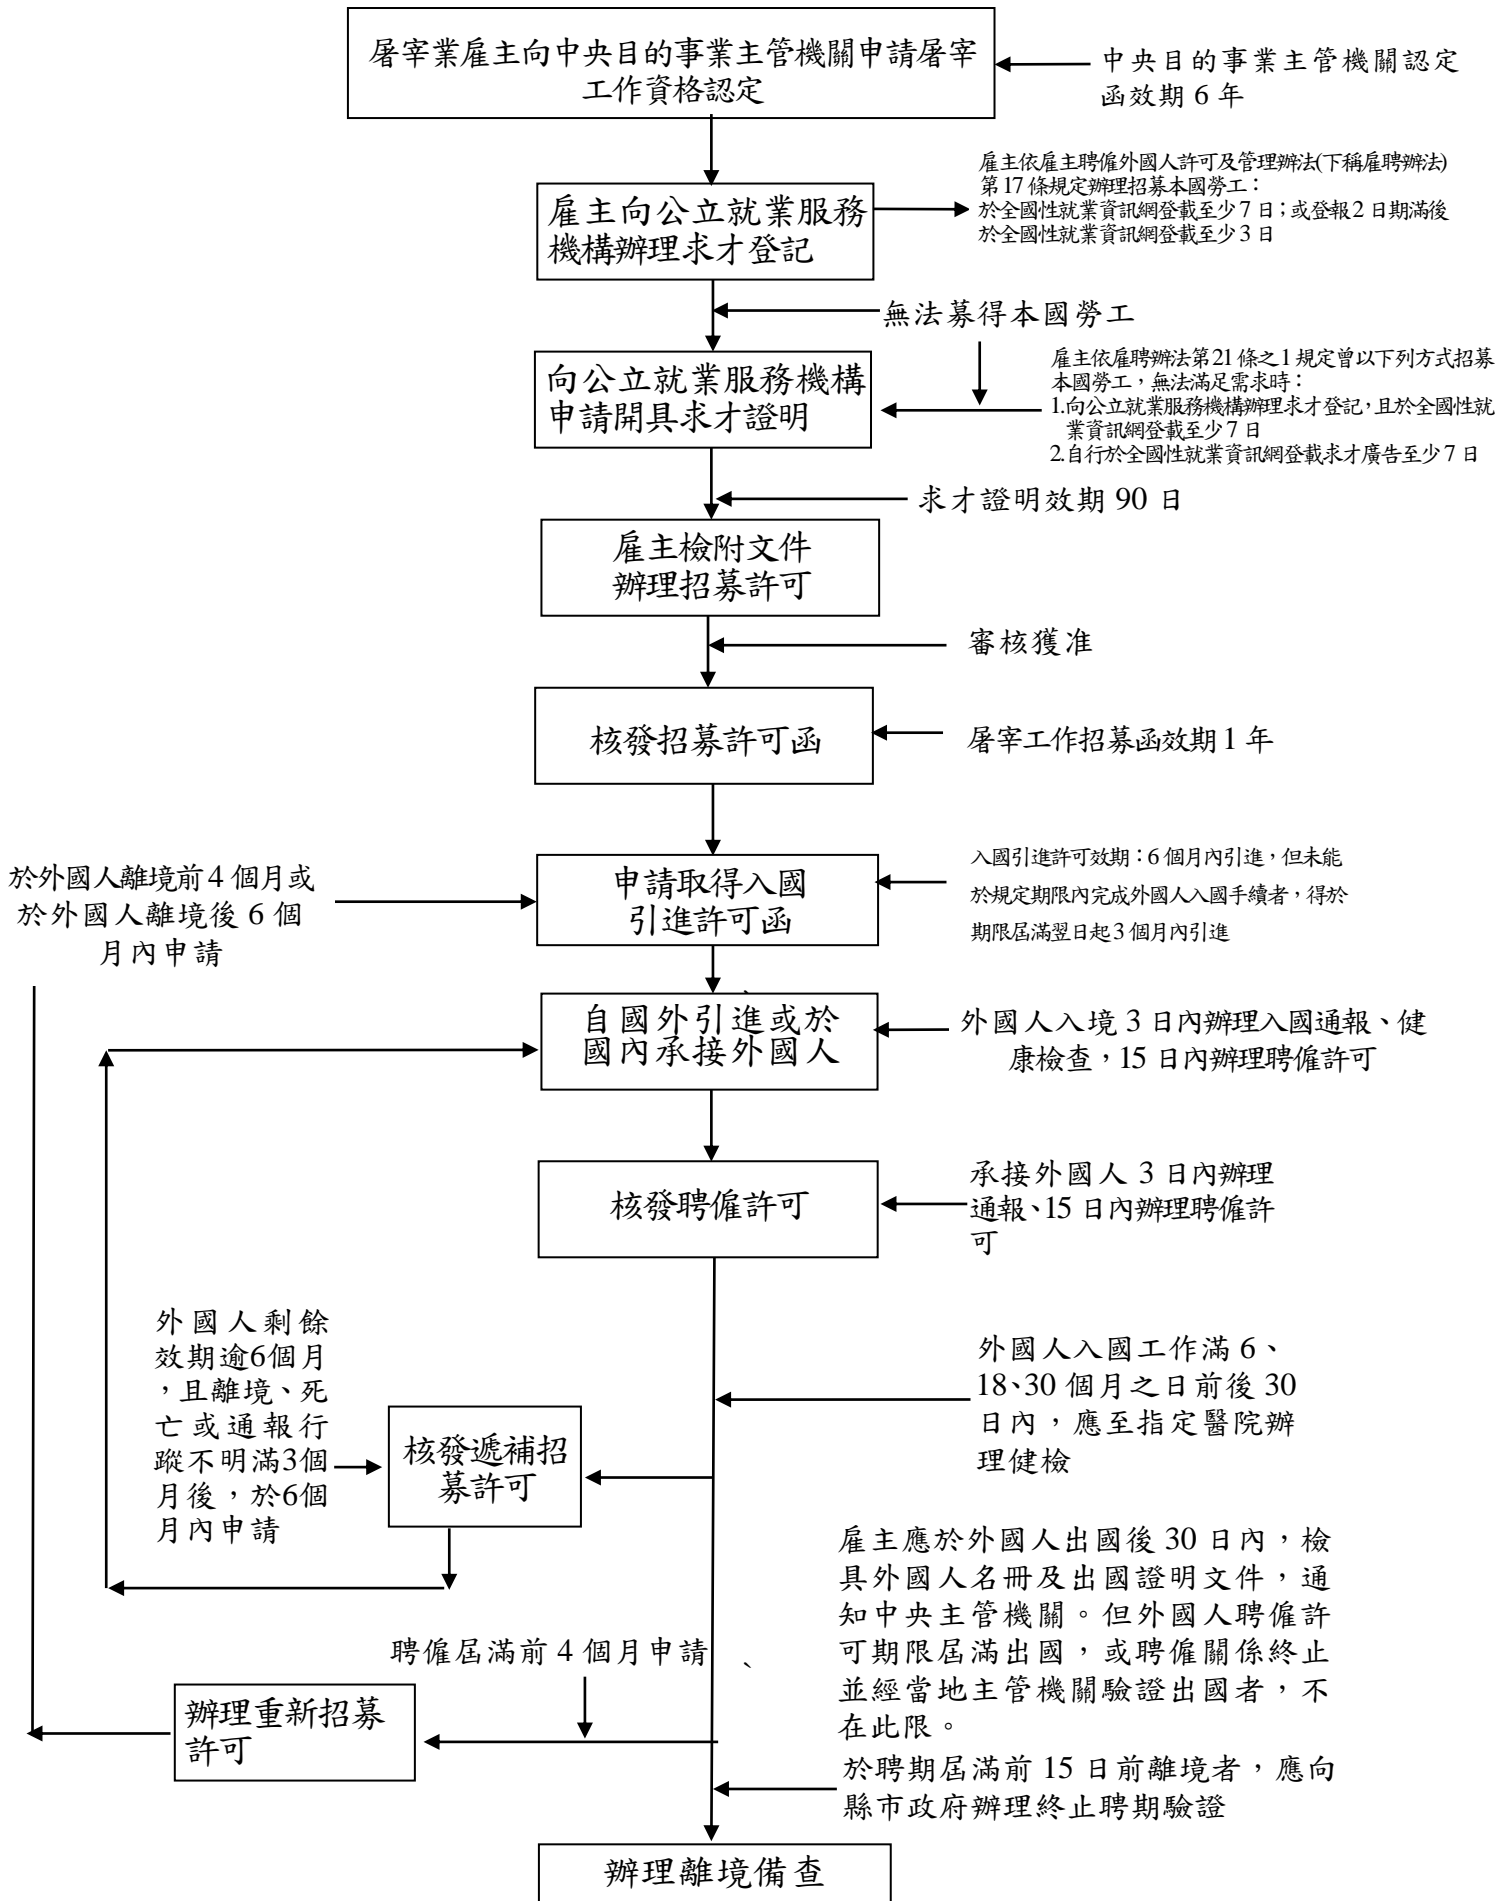 屠宰業雇主向中央目的事業主管機關申請屠宰
工作資格認定
中央目的事業主管機關認定
函效期 6 年
雇主向公立就業服務
機構辦理求才登記
雇主依雇主聘僱外國人許可及管理辦法(下稱雇聘辦法)
第 17 條規定辦理招募本國勞工：
於全國性就業資訊網登載至少 7 日；或登報 2 日期滿後
於全國性就業資訊網登載至少 3 日
無法募得本國勞工
向公立就業服務機構
申請開具求才證明
雇主依雇聘辦法第 21 條之 1 規定曾以下列方式招募
本國勞工，無法滿足需求時：
1.向公立就業服務機構辦理求才登記，且於全國性就
業資訊網登載至少 7 日
2.自行於全國性就業資訊網登載求才廣告至少 7 日
求才證明效期 90 日
雇主檢附文件
辦理招募許可
審核獲准
核發招募許可函
屠宰工作招募函效期 1 年
於外國人離境前 4 個月或
於外國人離境後 6 個
月內申請
申請取得入國
引進許可函
入國引進許可效期：6 個月內引進，但未能
於規定期限內完成外國人入國手續者，得於
期限屆滿翌日起 3 個月內引進
自國外引進或於
國內承接外國人
外國人入境 3 日內辦理入國通報、健
康檢查，15 日內辦理聘僱許可
核發聘僱許可
承接外國人 3 日內辦理
通報、15 日內辦理聘僱許
可
外國人剩餘
效期逾6個月
，且離境、死
亡或通報行
蹤不明滿3個
月後，於6個
月內申請
核發遞補招
募許可
外國人入國工作滿 6、
18、30 個月之日前後 30
日內，應至指定醫院辦
理健檢
雇主應於外國人出國後 30 日內，檢
具外國人名冊及出國證明文件，通
知中央主管機關。但外國人聘僱許
可期限屆滿出國，或聘僱關係終止
並經當地主管機關驗證出國者，不
在此限。
聘僱屆滿前 4 個月申請
、
辦理重新招募
許可
於聘期屆滿前 15 日前離境者，應向
縣市政府辦理終止聘期驗證
辦理離境備查